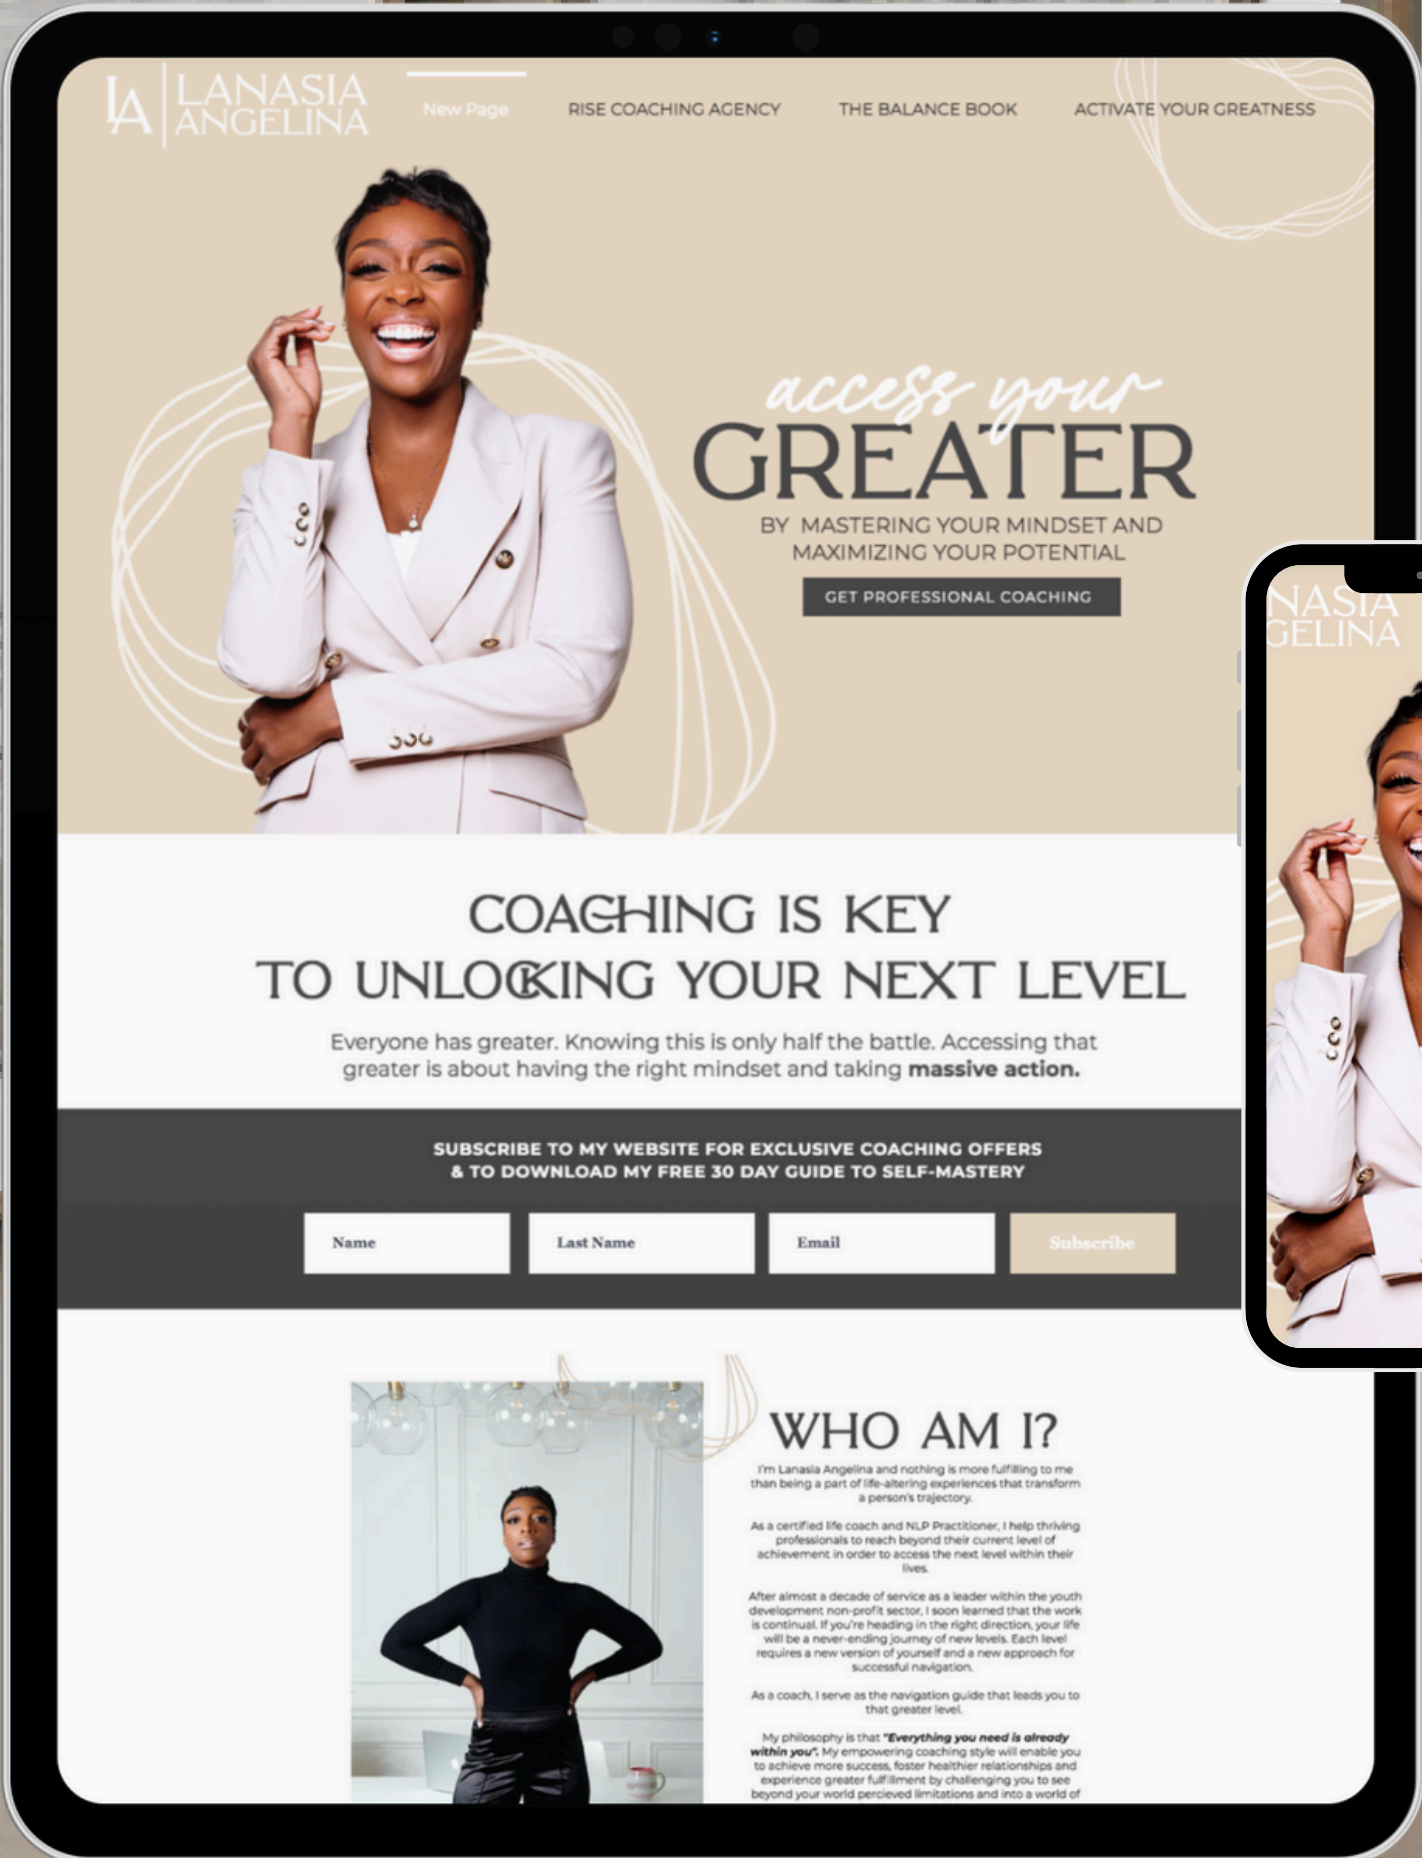 LA
LANASIA
ANGELINA
New Page
RISE COACHING AGENCY
THE BALANCE BOOK
ACTIVATE YOUR GREATNESS
access your
GREATER
BY MASTERING YOUR MINDSET AND
MAXIMIZING YOUR POTENTIAL
GET PROFESSIONAL COACHING
NASIA
GELINA
COACHING IS KEY
TO UNLOCKING YOUR NEXT LEVEL
Everyone has greater. Knowing this is only half the battle. Accessing that
greater is about having the right mindset and taking massive action.
SUBSCRIBE TO MY WEBSITE FOR EXCLUSIVE COACHING OFFERS
& TO DOWNLOAD MY FREE 30 DAY GUIDE TO SELF-MASTERY
Name
Last Name
Email
Subscribe
WHO AM I?
I'm Lanasia Angelina and nothing is more fulfilling to me
than being a part of life-altering experiences that transform
a person's trajectory.
As a certified life coach and NLP Practitioner, I help thriving
professionals to reach beyond their current level of
achievement in order to access the next level within their
lives.
After almost a decade of service as a leader within the youth
development non-profit sector, I soon learned that the work
is continual. If you're heading in the right direction, your life
will be a never-ending journey of new levels. Each level
requires a new version of yourself and a new approach for
successful navigation.
As a coach, I serve as the navigation guide that leads you to
that greater level.
My philosophy is that "Everything you need is already
within you". My empowering coaching style will enable you
to achieve more success, foster healthier relationships and
experience greater fulfillment by challenging you to see
beyond your world percieved limitations and into a world of